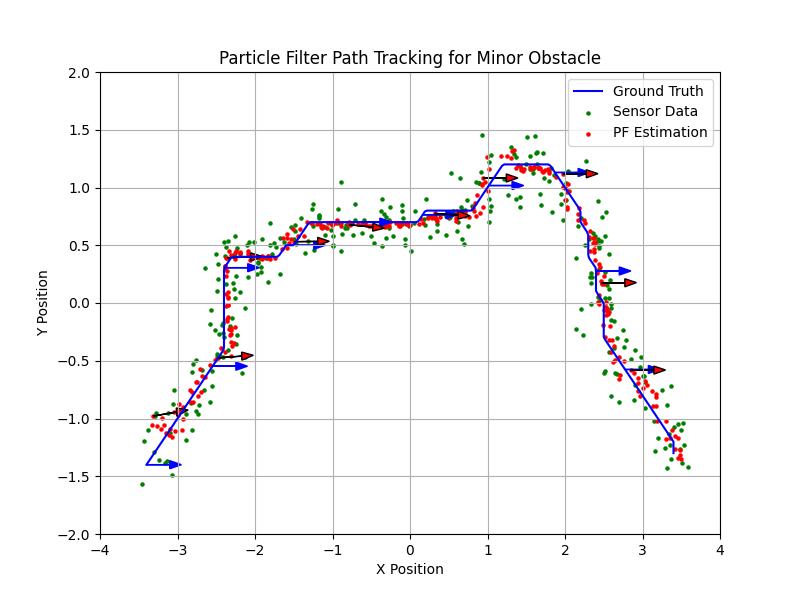 Particle Filter Path Tracking for Minor Obstacle
Ground Truth
Sensor Data
PF Estimation
Y Position
2.0
1.5
1.0
0.5
0.0
−0.5
−1.0
−1.5
−2.0
−4 −3 −2 −1 0 1 2 3 4
X Position